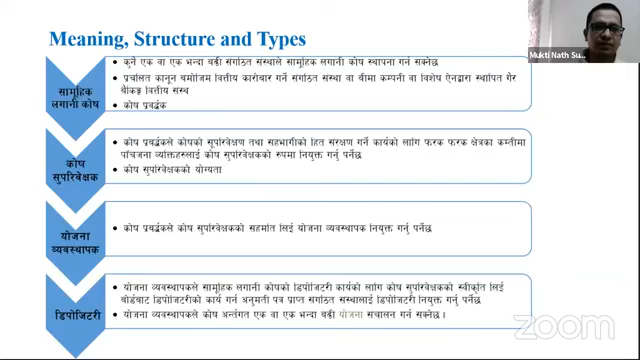 Meaning, Structure and Types
Mukti Nath Su...
सामूहिक
लगानी कोष
• कुनै एक वा एक भन्दा बढी संगठित संस्थाले सामूहिक लगानी कोष स्थापना गर्न सक्नेछ
• प्रचलित कानून बमोजिम वित्तीय कारोबार गर्ने संगठित संस्था वा बीमा कम्पनी वा विशेष ऐनद्वारा स्थापित गैर
बैंकिङ्ग वित्तीय संस्थ
• कोष प्रवर्द्धक
कोष
सुपरिवेक्षक
• कोष प्रवर्द्धकले कोषको सूपरिवेक्षण तथा सहभागीको हित संरक्षण गर्ने कार्यको लागि फरक फरक क्षेत्रका कम्तीमा
पाँचजना व्यक्तिहरुलाई कोष सुपरिवेक्षकको रुपमा नियुक्त गर्नु पर्नेछ
• कोष सुपरिवेक्षकको योग्यता
योजना
व्यवस्थापक
• कोष प्रवर्द्धकले कोष सुपरिवेक्षकको सहमति लिई योजना व्यवस्थापक नियुक्त गर्नु पर्नेछ
डिपोजिटरी
• योजना व्यवस्थापकले सामूहिक लगानी कोषको डिपोजिटरी कार्यको लागि कोष सुपरिवेक्षकको स्वीकृति लिई
बोर्डबाट डिपोजिटरीको कार्य गर्न अनुमती पत्र प्राप्त संगठित संस्थालाई डिपोजिटरी नियुक्त गर्नु पर्नेछ
• योजना व्यवस्थापकले कोष अन्तर्गत एक वा एक भन्दा बढी योजना संचालन गर्न सक्नेछ ।
zoom